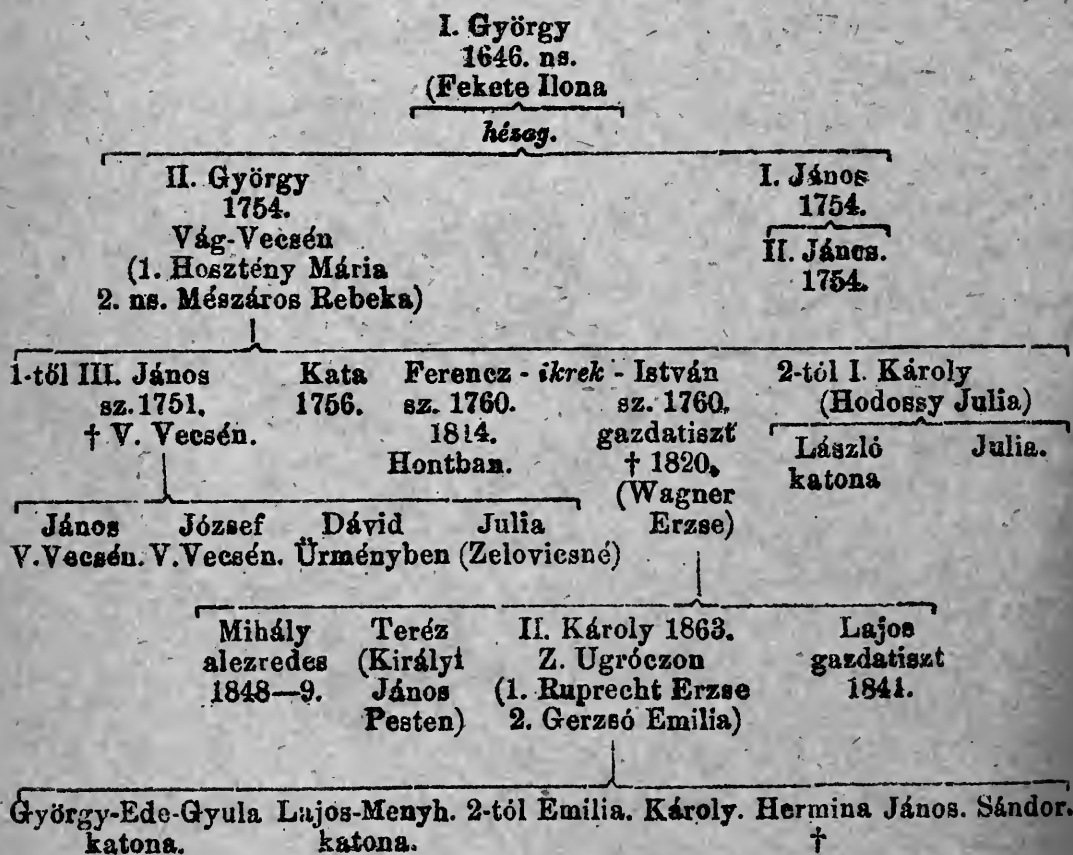 I. György
1646. ns.
(Fekete Ilona
hézag.
II. György I. János
1754. 1754.
Vág-Vecsén II. János.
(1. Hosztény Mária 1754.
2. ns. Mészáros Rebeka)
1-től III. János Kata Ferencz - ikrek - István 2-tól I. Károly
sz. 1751. 1756. sz. 1760. sz. 1760. (Hodossy Julia)
† V. Vecsén. 1814. gazdatiszt László Julia.
Hontban. † 1820. katona
(Wagner
János József Dávid Julia Erzse)
V.Vecsén. V.Vecsén. Ürményben (Zelovicsné)
Mihály Teréz II. Károly 1863. Lajos
alezredes (Királyi Z. Ugróczon gazdatiszt
1848—9. János (1. Ruprecht Erzse 1841.
Pesten) 2. Gerzsó Emilia)
György-Ede-Gyula Lajos-Menyh. 2-tól Emilia. Károly. Hermina János. Sándor.
katona. katona. †